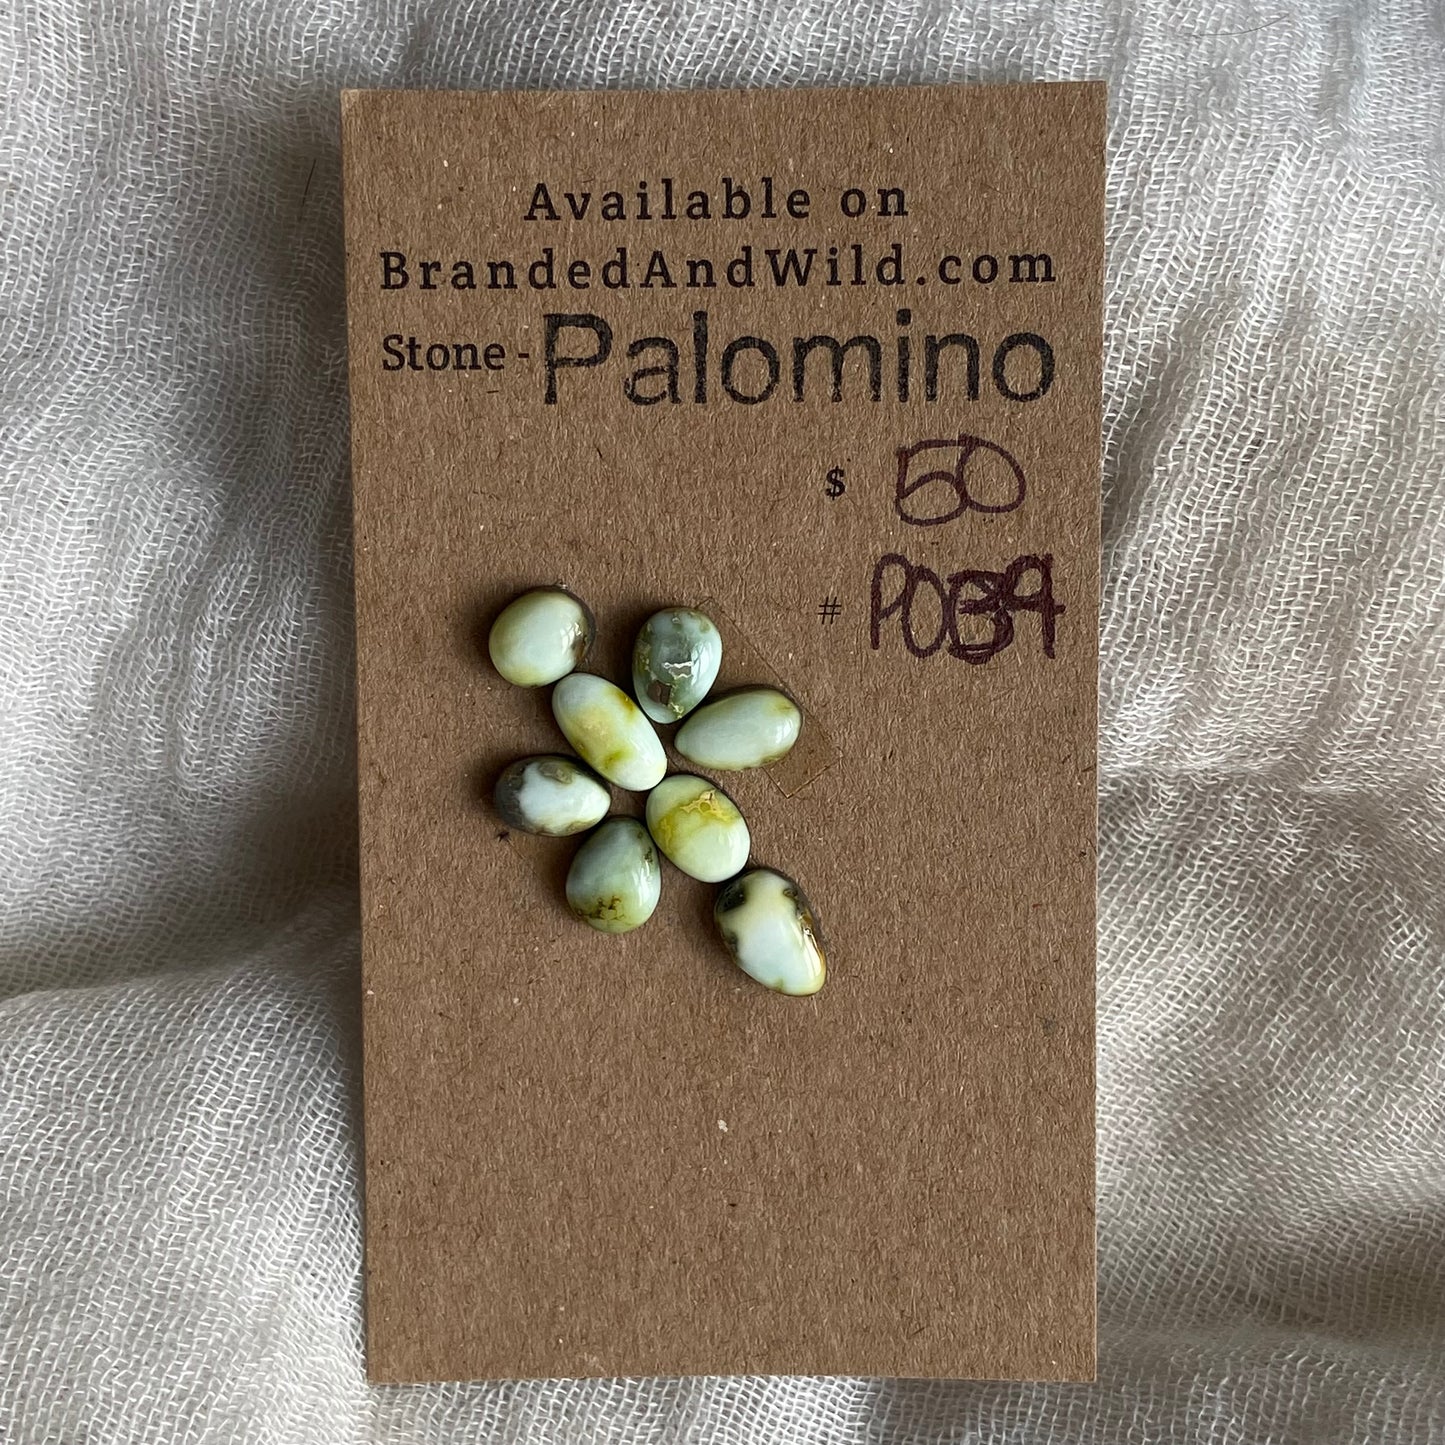 Available on
BrandedAndWild.com
Stone - Palomino
$ 50
#